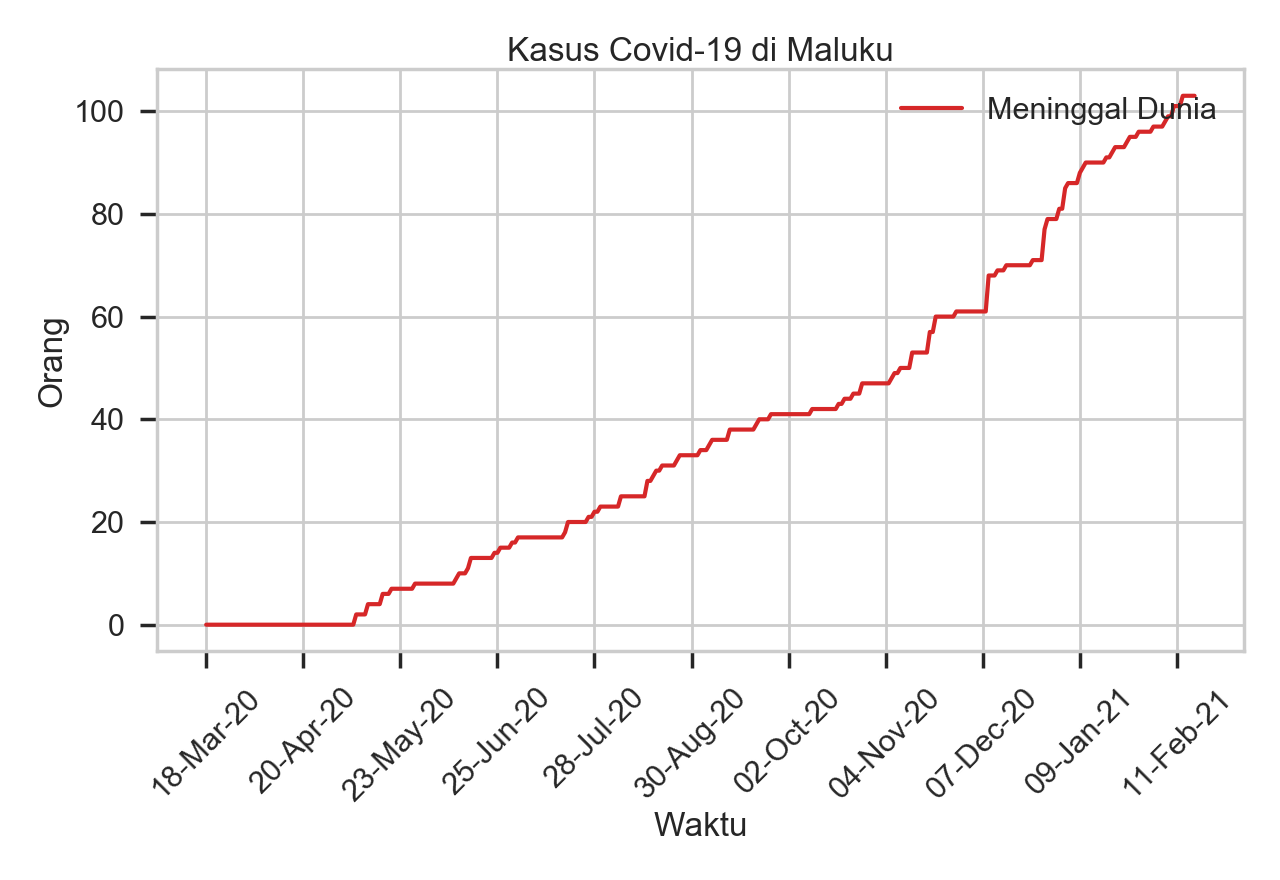 Kasus Covid-19 di Maluku
Meninggal Dunia
100
80
60
40
20
0
Orang
18-Mar-20
20-Apr-20
23-May-20
25-Jun-20
28-Jul-20
30-Aug-20
02-Oct-20
04-Nov-20
07-Dec-20
09-Jan-21
11-Feb-21
Waktu